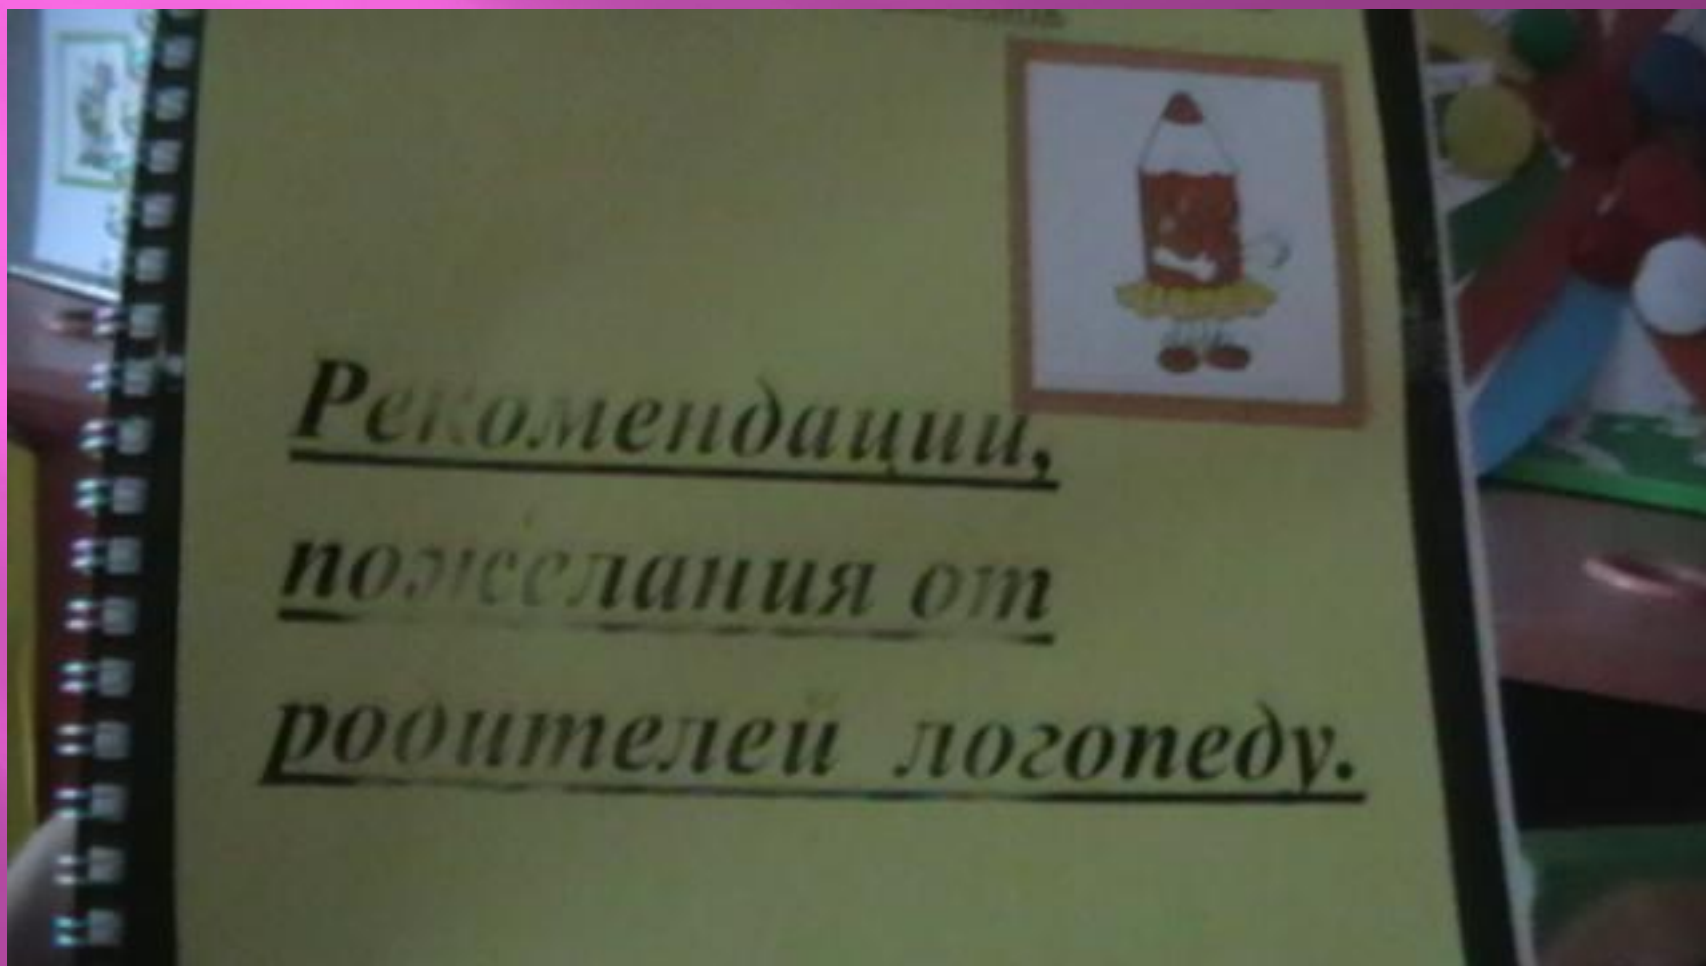 Рекомендации,
пожелания от
родителей логопеду.